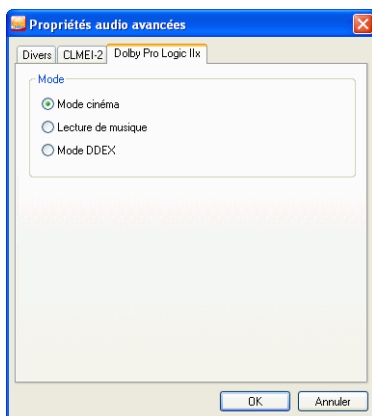 Propriétés audio avancées
Divers CLMEI-2 Dolby Pro Logic IIx
Mode
Mode cinéma
Lecture de musique
Mode DDEX
OK Annuler